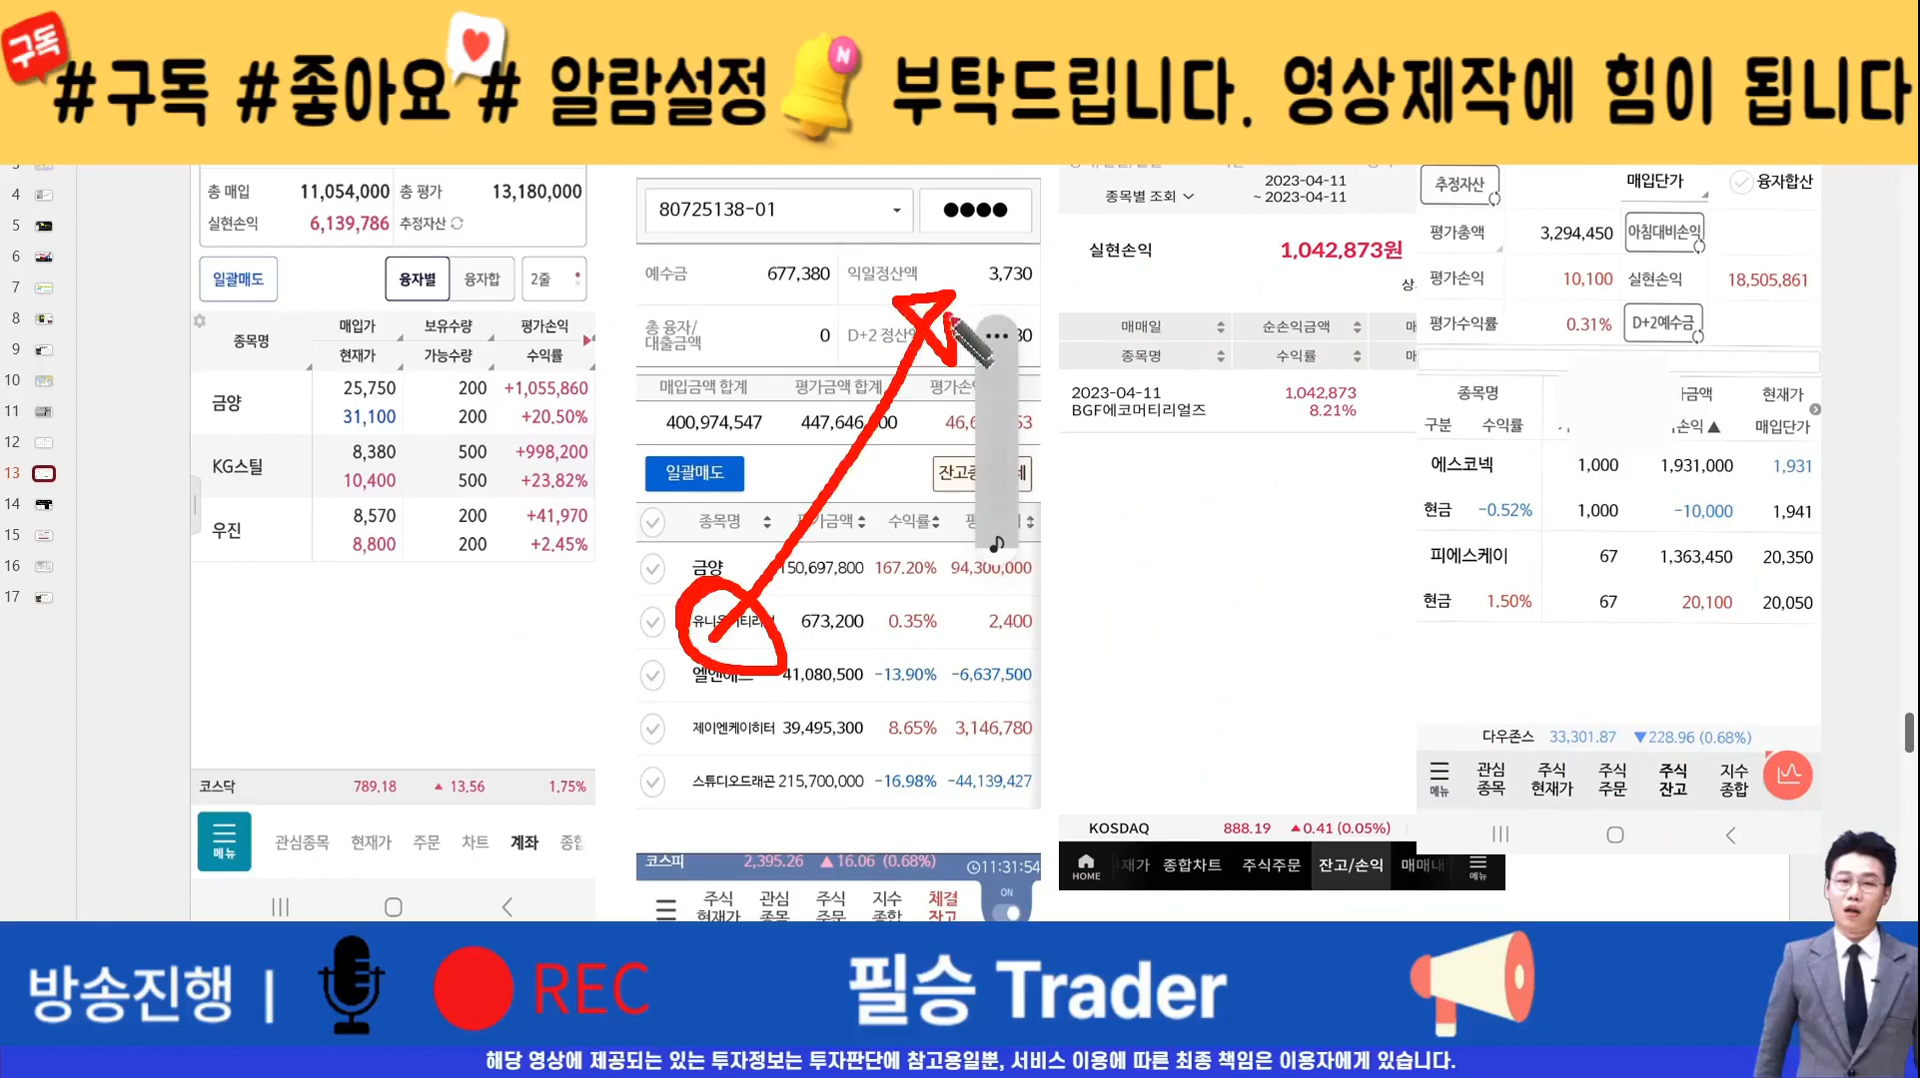 구독
#구독 #좋아요 # 알람설정 N 부탁드립니다. 영상제작에 힘이 됩니다
4
5
6
7
8
9
10
11
12
13
14
15
16
17
총 매입 11,054,000 총 평가 13,180,000
실현손익 6,139,786 추정자산
일괄매도 융자별 융자합 2줄
종목명 매입가 보유수량 평가손익
현재가 가능수량 수익률
금양 25,750 200 +1,055,860
31,100 200 +20.50%
KG스틸 8,380 500 +998,200
10,400 500 +23.82%
우진 8,570 200 +41,970
8,800 200 +2.45%
코스닥 789.18 ▲ 13.56 1.75%
메뉴 관심종목 현재가 주문 차트 계좌
80725138-01 ●●●●
예수금 677,380 익일정산액 3,730
총 융자/대출금액 0 D+2 정산
매입금액 합계 평가금액 합계
400,974,547
일괄매도
종목명 수익률
금양 150,697,800 167.20% 94,300,000
673,200 0.35% 2,400
41,080,500 -13.90% -6,637,500
제이엔케이히터 39,495,300 8.65% 3,146,780
스튜디오드래곤 215,700,000 -16.98% -44,139,427
코스피 2,395.26 ▲ 16.06 (0.68%) 11:31:54
주식 관심 주식 지수 체결 ON
현재가 종목 주문 종합 잔고
종목별 조회 2023-04-11
~ 2023-04-11
실현손익 1,042,873원
매매일 순손익금액
종목명 수익률
2023-04-11 1,042,873
BGF에코머티리얼즈 8.21%
KOSDAQ 888.19 ▲0.41 (0.05%)
HOME 종합차트 주식주문 잔고/손익 메뉴
추정자산 매입단가 융자합산
평가총액 3,294,450 아침대비손익
평가손익 10,100 실현손익 18,505,861
평가수익률 0.31% D+2예수금
종목명 현재가
구분 수익률 손익▲ 매입단가
에스코넥 1,000 1,931,000 1,931
현금 -0.52% 1,000 -10,000 1,941
피에스케이 67 1,363,450 20,350
현금 1.50% 67 20,100 20,050
다우존스 33,301.87 ▼228.96 (0.68%)
메뉴 관심 주식 주식 주식 지수
종목 현재가 주문 잔고 종합
방송진행 | REC 필승 Trader
해당 영상에 제공되는 있는 투자정보는 투자판단에 참고용일뿐, 서비스 이용에 따른 최종 책임은 이용자에게 있습니다.